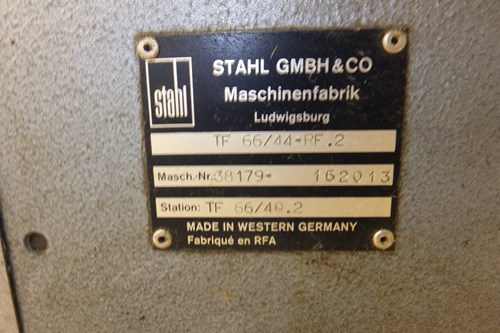 stahl
STAHL GMBH & CO
Maschinenfabrik
Ludwigsburg
TF 66/44-RF.2
Masch.-Nr. 38179- 162013
Station: TF 66/4Q.2
MADE IN WESTERN GERMANY
Fabriqué en RFA